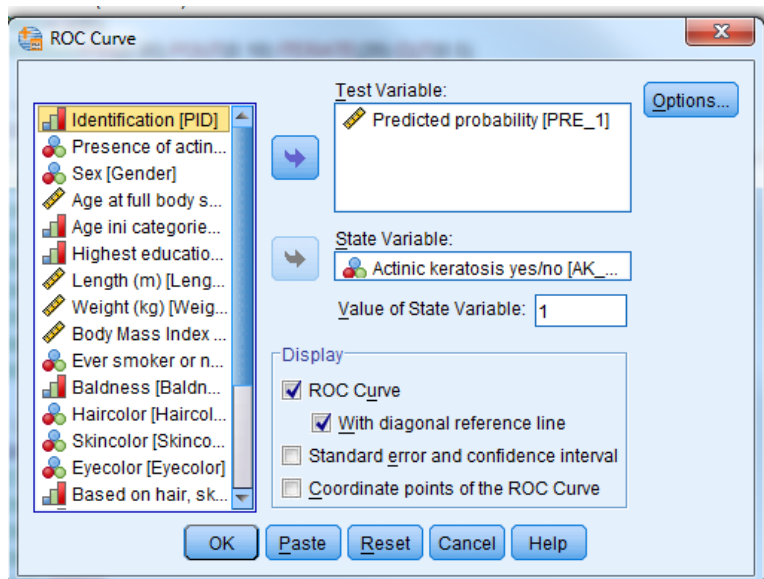 ROC Curve
Identification [PID]
Presence of actin...
Sex [Gender]
Age at full body s...
Age ini categorie...
Highest educatio...
Length (m) [Leng...
Weight (kg) [Weig...
Body Mass Index ...
Ever smoker or n...
Baldness [Baldn...
Haircolor [Haircol...
Skincolor [Skinco...
Eyecolor [Eyecolor]
Based on hair, sk...
Test Variable:
Predicted probability [PRE_1]
Options...
State Variable:
Actinic keratosis yes/no [AK_...
Value of State Variable: 1
Display
ROC Curve
With diagonal reference line
Standard error and confidence interval
Coordinate points of the ROC Curve
OK Paste Reset Cancel Help